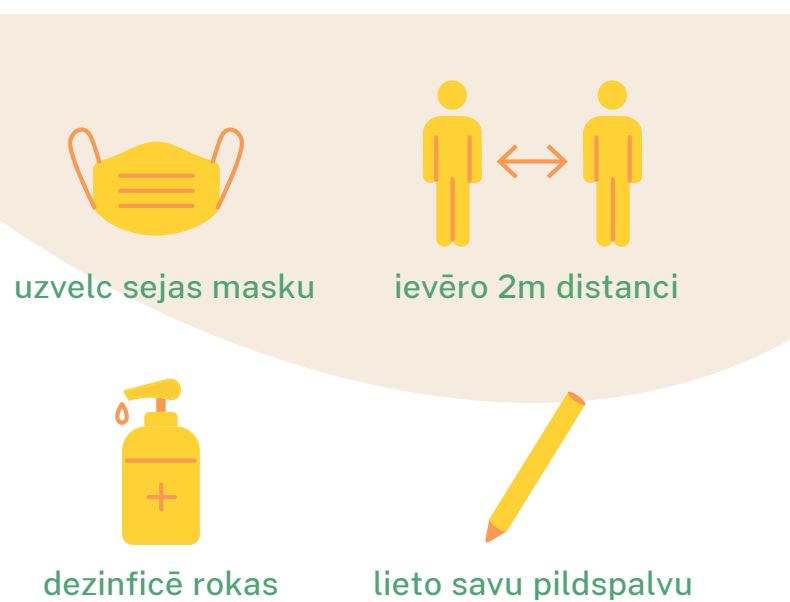 uzvelc sejas masku
ievēro 2m distanci
dezinficē rokas
lieto savu pildspalvu